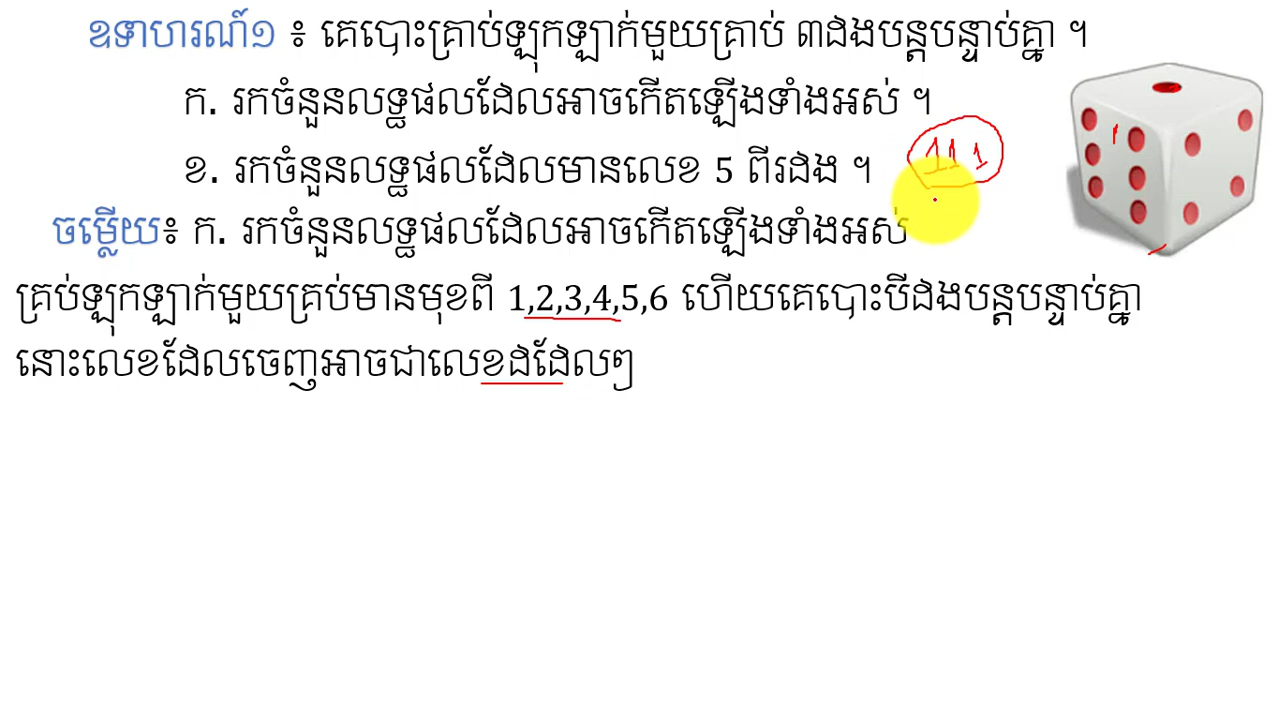 ឧទាហរណ៍១ ៖ គេបោះគ្រាប់ឡុកឡាក់មួយគ្រាប់ ៣ដងបន្តបន្ទាប់គ្នា ។
ក. រកចំនួនលទ្ធផលដែលអាចកើតឡើងទាំងអស់ ។
111
ខ. រកចំនួនលទ្ធផលដែលមានលេខ 5 ពីរដង ។
ចម្លើយ៖ ក. រកចំនួនលទ្ធផលដែលអាចកើតឡើងទាំងអស់
គ្រប់ឡុកឡាក់មួយគ្រប់មានមុខពី 1,2,3,4,5,6 ហើយគេបោះបីដងបន្តបន្ទាប់គ្នា
នោះលេខដែលចេញអាចជាលេខដដែលៗ